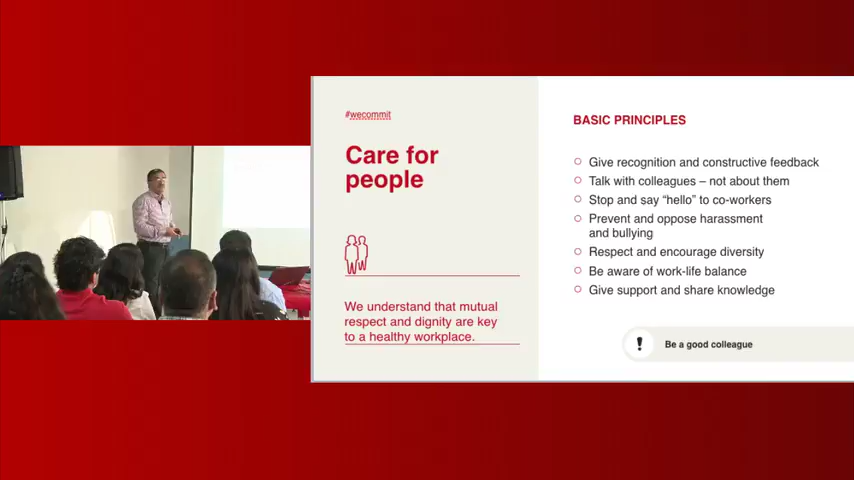 #wecommit
Care for
people
We understand that mutual
respect and dignity are key
to a healthy workplace.
BASIC PRINCIPLES
Give recognition and constructive feedback
Talk with colleagues – not about them
Stop and say “hello” to co-workers
Prevent and oppose harassment
and bullying
Respect and encourage diversity
Be aware of work-life balance
Give support and share knowledge
! Be a good colleague